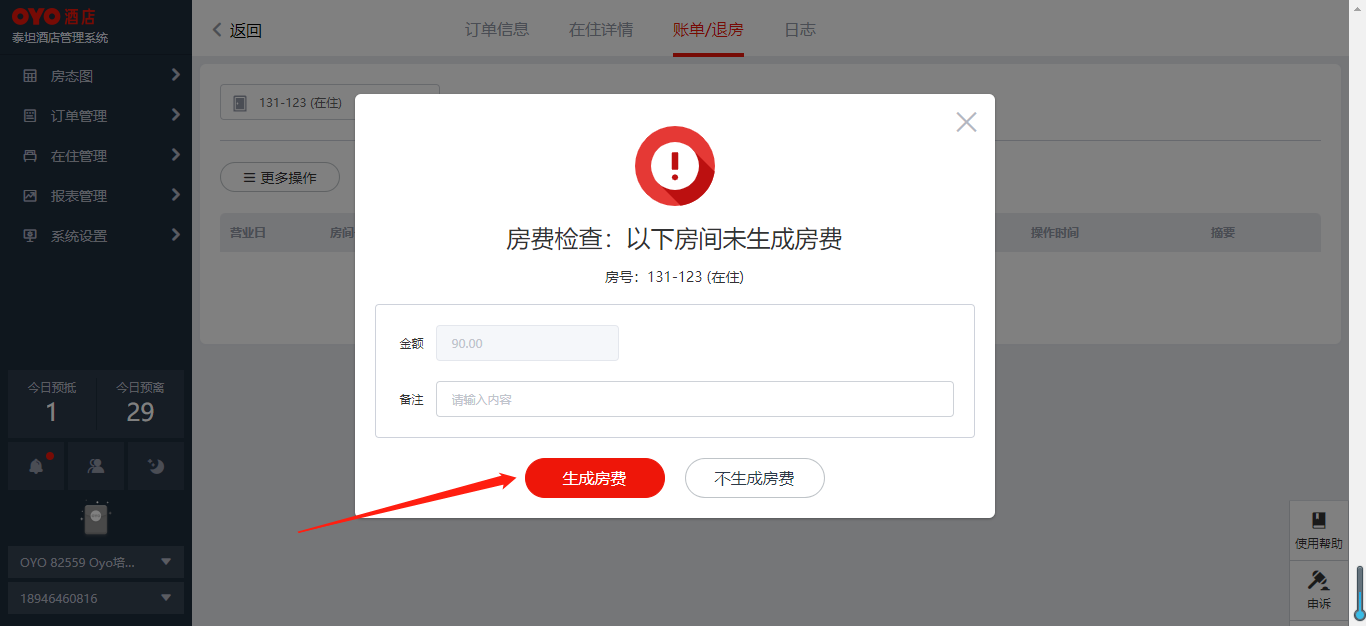 OYO 酒店
泰坦酒店管理系统
房态图
订单管理
在住管理
报表管理
系统设置
今日预抵
1
今日预离
29
OYO 82559 Oyo培...
18946460816
返回
订单信息
在住详情
账单/退房
日志
131-123 (在住)
更多操作
营业日
房间
操作时间
摘要
房费检查：以下房间未生成房费
房号：131-123 (在住)
金额
90.00
备注
请输入内容
生成房费
不生成房费
使用帮助
申诉